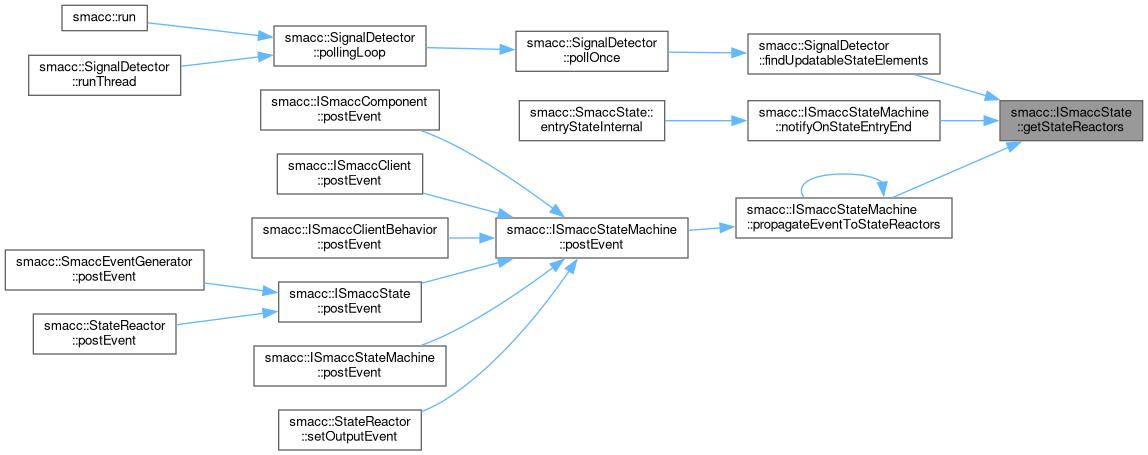 smacc::run
smacc::SignalDetector
::runThread
smacc::SignalDetector
::pollingLoop
smacc::SignalDetector
::pollOnce
smacc::SignalDetector
::findUpdatableStateElements
smacc::ISmaccComponent
::postEvent
smacc::SmaccState::
entryStateInternal
smacc::ISmaccStateMachine
::notifyOnStateEntryEnd
smacc::ISmaccState
::getStateReactors
smacc::ISmaccClient
::postEvent
smacc::ISmaccClientBehavior
::postEvent
smacc::ISmaccStateMachine
::postEvent
smacc::ISmaccStateMachine
::propagateEventToStateReactors
smacc::SmaccEventGenerator
::postEvent
smacc::StateReactor
::postEvent
smacc::ISmaccState
::postEvent
smacc::ISmaccStateMachine
::postEvent
smacc::StateReactor
::setOutputEvent